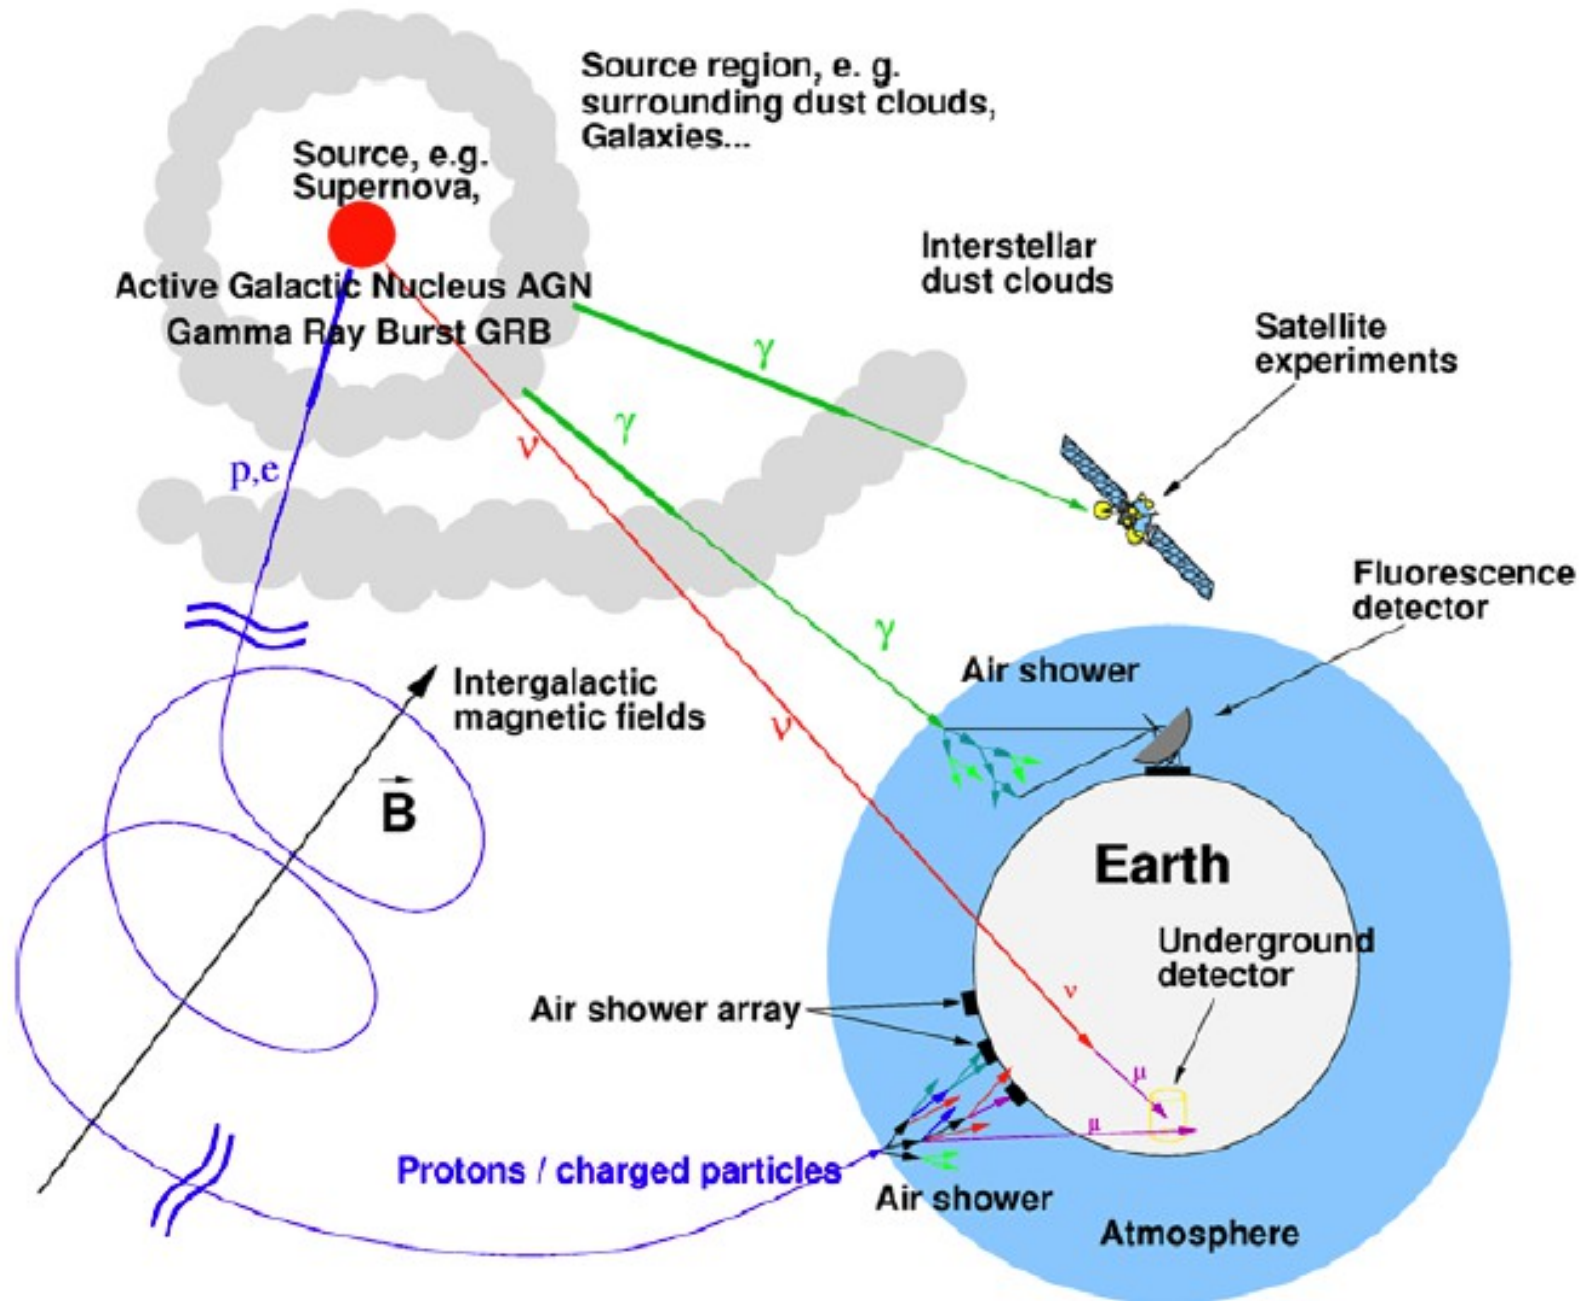 Source region, e. g.
surrounding dust clouds,
Galaxies...
Source, e.g.
Supernova,
Active Galactic Nucleus AGN
Gamma Ray Burst GRB
Interstellar
dust clouds
Satellite
experiments
γ
γ
ν
p,e
Fluorescence
detector
γ
Air shower
Intergalactic
magnetic fields
ν
B⃗
Earth
Underground
detector
ν
Air shower array
μ
μ
Protons / charged particles
Air shower
Atmosphere